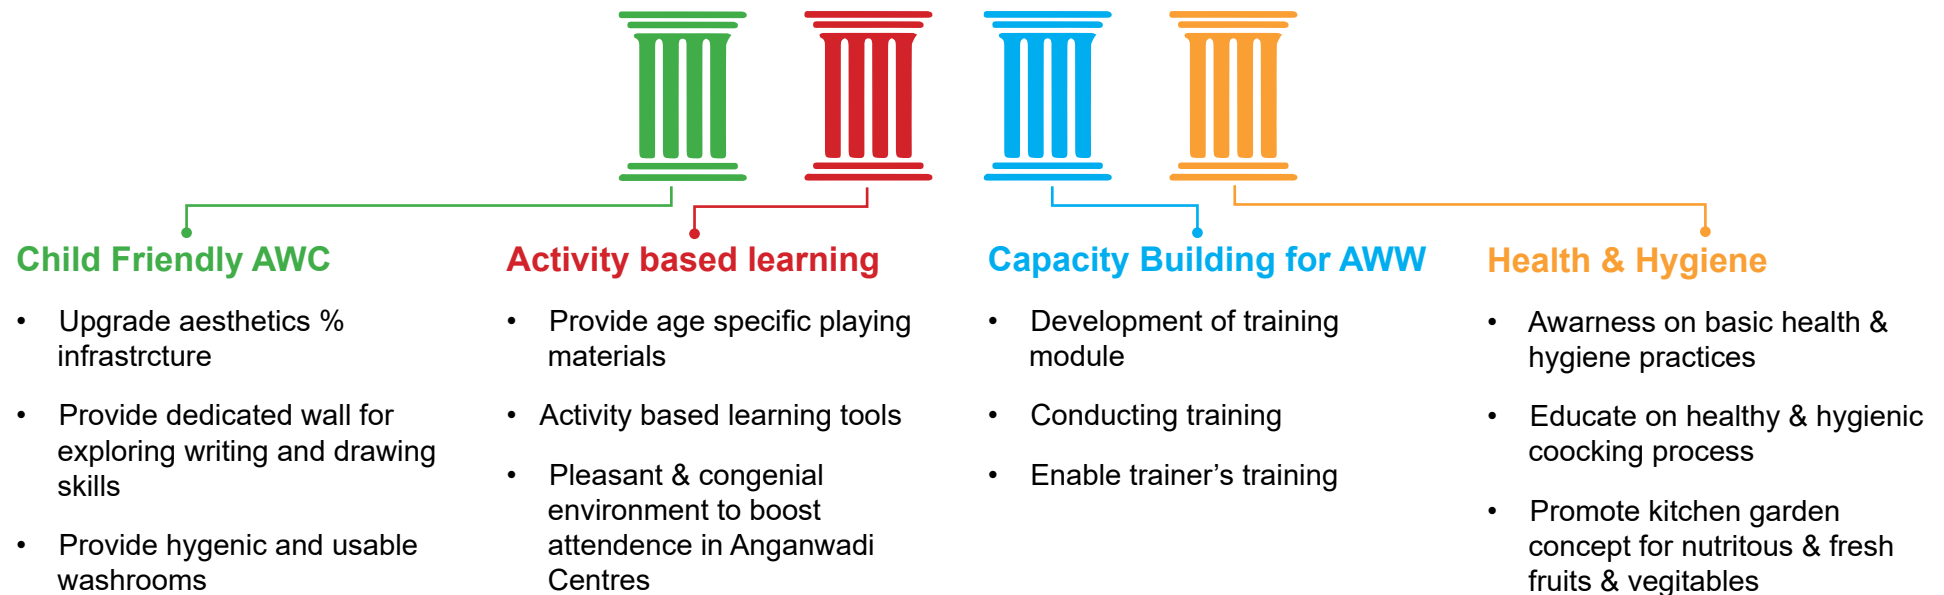 Child Friendly AWC
• Upgrade aesthetics %
infrastrcture
• Provide dedicated wall for
exploring writing and drawing
skills
• Provide hygenic and usable
washrooms
Activity based learning
• Provide age specific playing
materials
• Activity based learning tools
• Pleasant & congenial
environment to boost
attendence in Anganwadi
Centres
Capacity Building for AWW
• Development of training
module
• Conducting training
• Enable trainer’s training
Health & Hygiene
• Awarness on basic health &
hygiene practices
• Educate on healthy & hygienic
coocking process
• Promote kitchen garden
concept for nutritous & fresh
fruits & vegitables